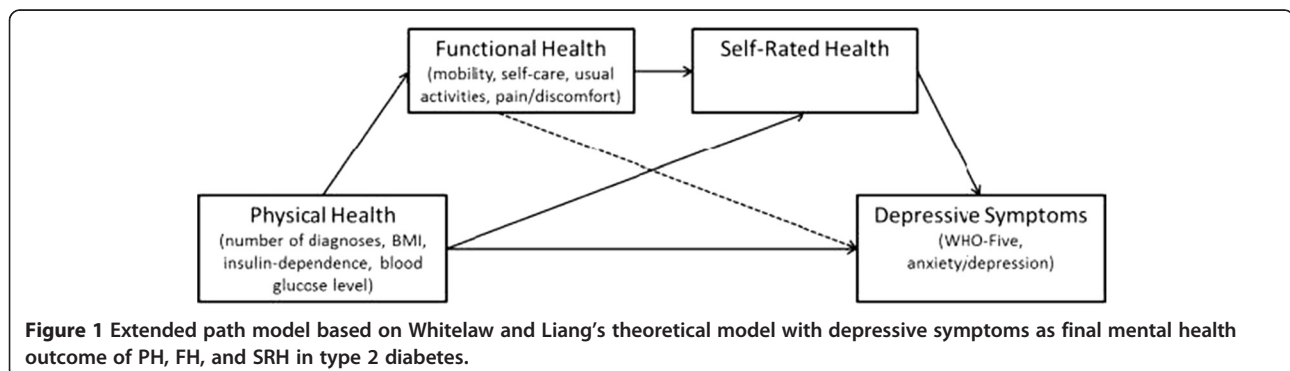 Functional Health
(mobility, self-care, usual
activities, pain/discomfort)
Self-Rated Health
Physical Health
(number of diagnoses, BMI,
insulin-dependence, blood
glucose level)
Depressive Symptoms
(WHO-Five,
anxiety/depression)
Figure 1 Extended path model based on Whitelaw and Liang's theoretical model with depressive symptoms as final mental health
outcome of PH, FH, and SRH in type 2 diabetes.